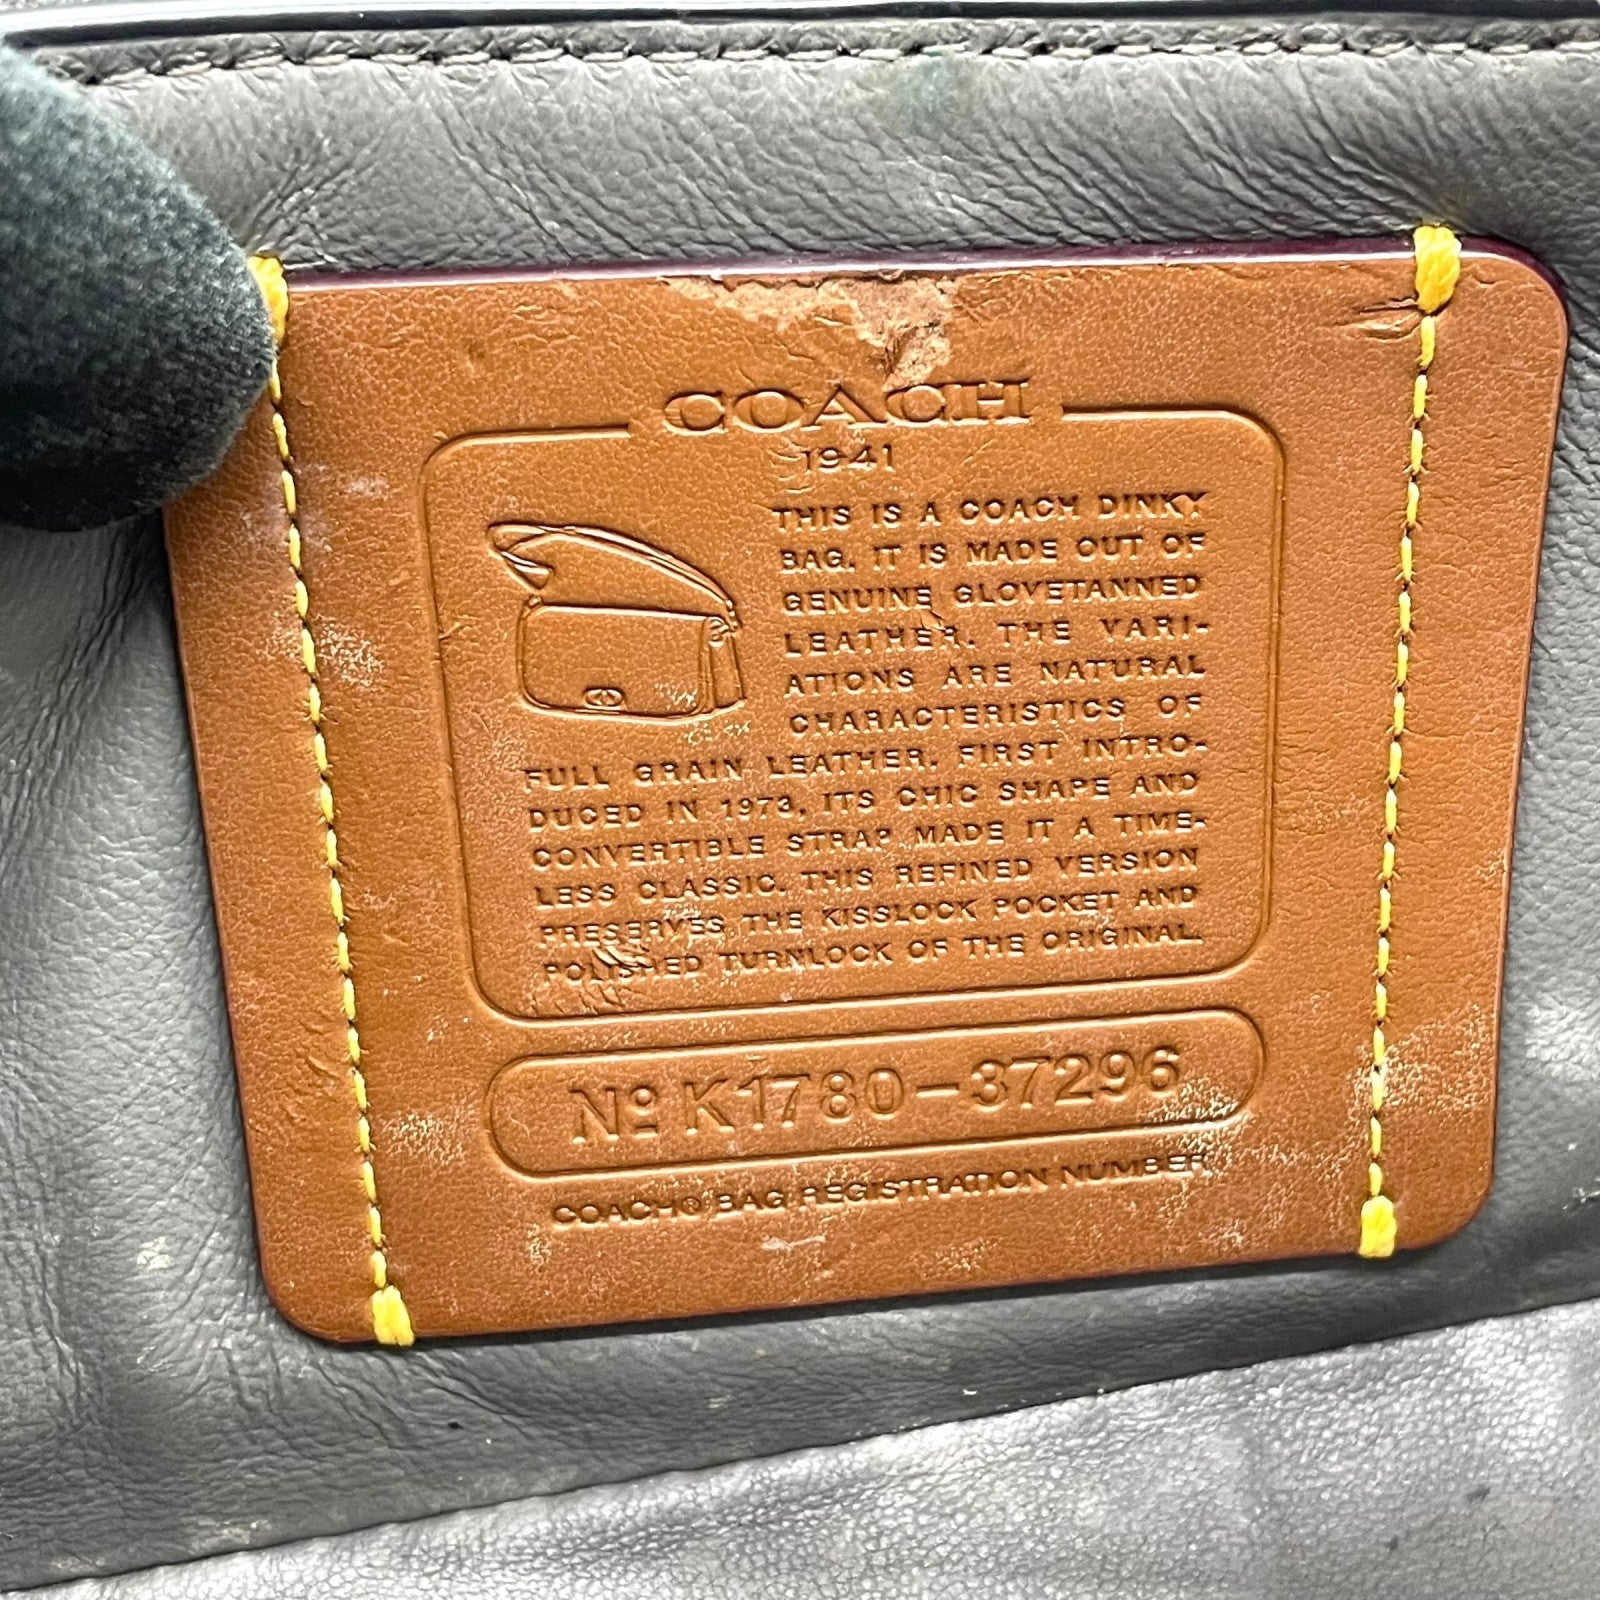 COACH
1941
THIS IS A COACH DINKY
BAG. IT IS MADE OUT OF
GENUINE GLOVETANNED
LEATHER. THE VARI-
ATIONS ARE NATURAL
CHARACTERISTICS OF
FULL GRAIN LEATHER. FIRST INTRO-
DUCED IN 1973, ITS CHIC SHAPE AND
CONVERTIBLE STRAP MADE IT A TIME-
LESS CLASSIC. THIS REFINED VERSION
PRESERVES THE KISSLOCK POCKET AND
POLISHED TURNLOCK OF THE ORIGINAL.
Nº K1780-37296
COACH® BAG REGISTRATION NUMBER